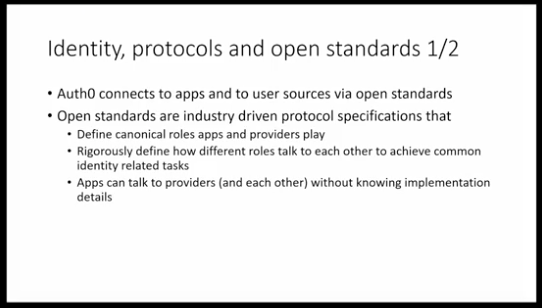 Identity, protocols and open standards 1/2
• Auth0 connects to apps and to user sources via open standards
• Open standards are industry driven protocol specifications that
• Define canonical roles apps and providers play
• Rigorously define how different roles talk to each other to achieve common
identity related tasks
• Apps can talk to providers (and each other) without knowing implementation
details